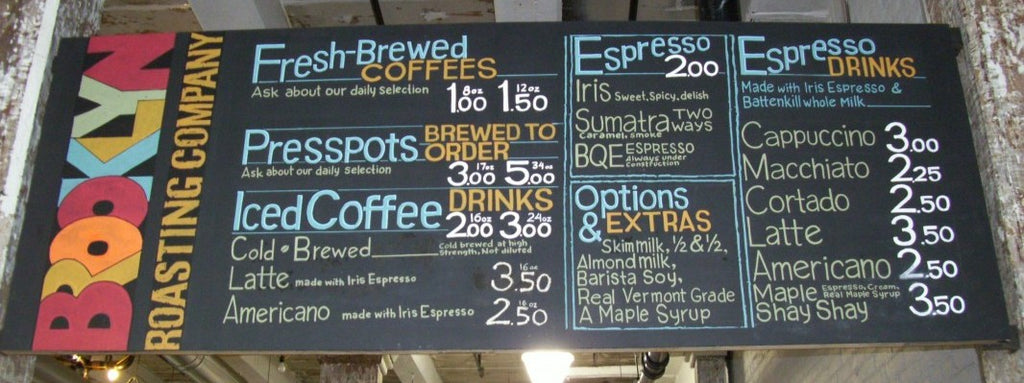 BOOKLYN
ROASTING COMPANY
Fresh-Brewed
COFFEES
Ask about our daily selection
8oz 12oz
1.00 1.50
Presspots BREWED TO
ORDER
Ask about our daily selection
17oz 34oz
3.00 5.00
Iced Coffee DRINKS
16oz 24oz
2.00 3.00
Cold-Brewed Cold brewed at high
strength, Not diluted
Latte made with Iris Espresso 16oz 3.50
Americano made with Iris Espresso 16oz 2.50
Espresso
2.00
Iris Sweet, Spicy, delish
Sumatra TWO
WAYS
Caramel, smoke
BQE ESPRESSO
Always under
construction
Options
& EXTRAS
Skim milk, ½ & ½,
Almond milk,
Barista Soy,
Real Vermont Grade
A Maple Syrup
Espresso
DRINKS
Made with Iris Espresso &
Battenkill whole Milk
Cappuccino 3.00
Macchiato 2.25
Cortado 2.50
Latte 3.50
Americano 2.50
Maple Espresso, Cream,
Real Maple Syrup
Shay Shay 3.50